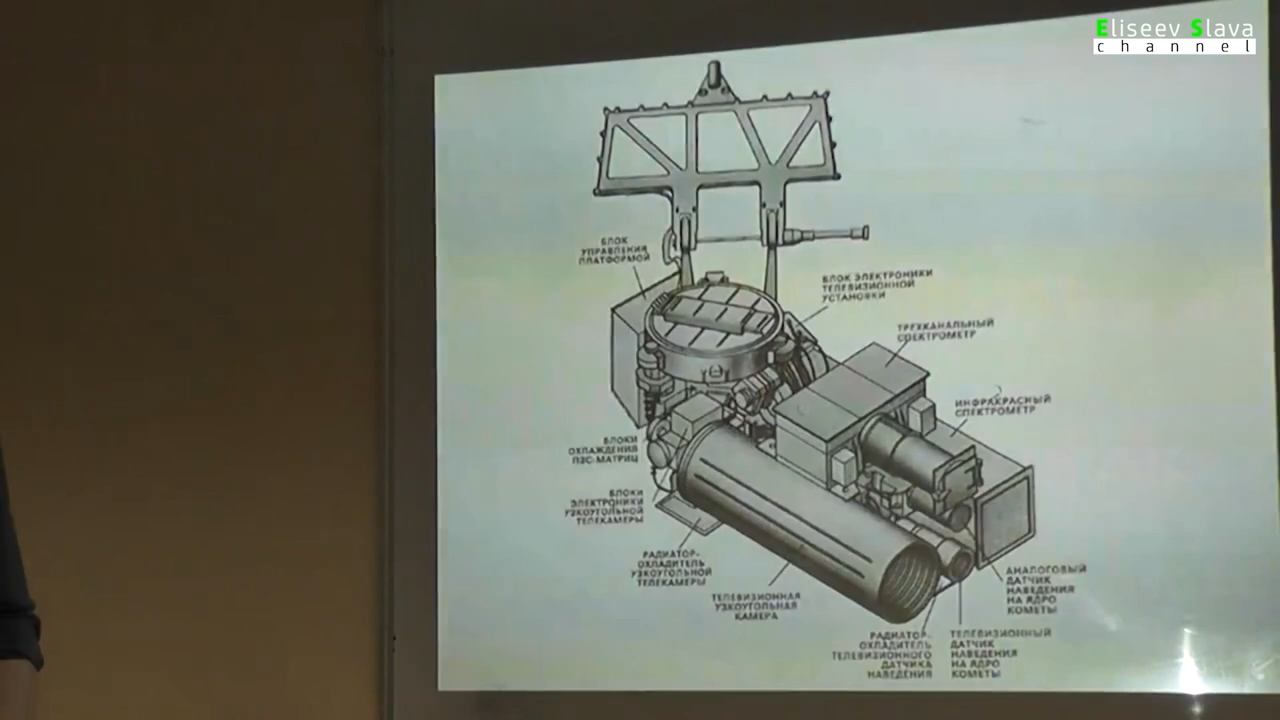 Eliseev Slava
channel
БЛОК
УПРАВЛЕНИЯ
ПЛАТФОРМОЙ
БЛОК ЭЛЕКТРОНИКИ
ТЕЛЕВИЗИОННОЙ
УСТАНОВКИ
ТРЕХКАНАЛЬНЫЙ
СПЕКТРОМЕТР
ИНФРАКРАСНЫЙ
СПЕКТРОМЕТР
БЛОКИ
ОХЛАЖДЕНИЯ
ПЗС-МАТРИЦ
БЛОКИ
ЭЛЕКТРОНИКИ
УЗКОУГОЛЬНОЙ
ТЕЛЕКАМЕРЫ
РАДИАТОР-
ОХЛАДИТЕЛЬ
УЗКОУГОЛЬНОЙ
ТЕЛЕКАМЕРЫ
ТЕЛЕВИЗИОННАЯ
УЗКОУГОЛЬНАЯ
КАМЕРА
РАДИАТОР-
ОХЛАДИТЕЛЬ
ТЕЛЕВИЗИОННОГО
ДАТЧИКА
НАВЕДЕНИЯ
ТЕЛЕВИЗИОННЫЙ
ДАТЧИК
НАВЕДЕНИЯ
НА ЯДРО
КОМЕТЫ
АНАЛОГОВЫЙ
ДАТЧИК
НАВЕДЕНИЯ
НА ЯДРО
КОМЕТЫ